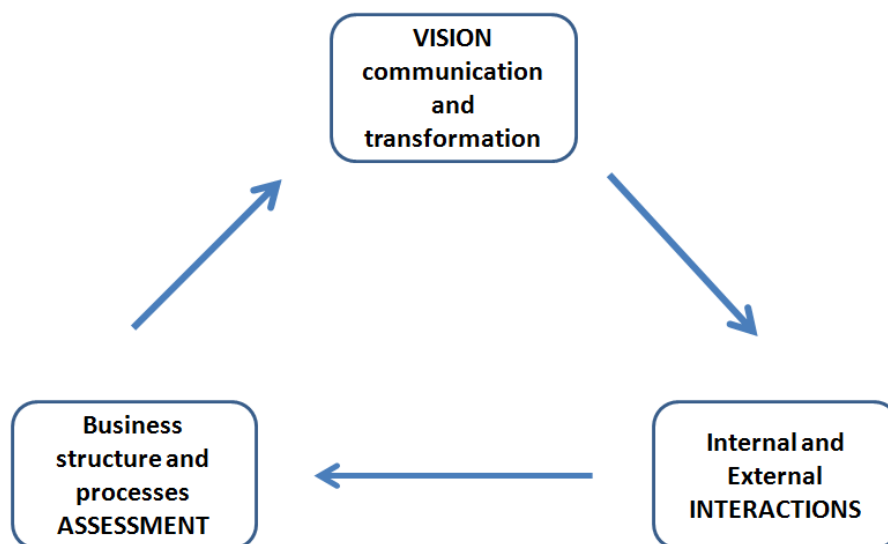 VISION
communication
and
transformation
Business
structure and
processes
ASSESSMENT
Internal and
External
INTERACTIONS